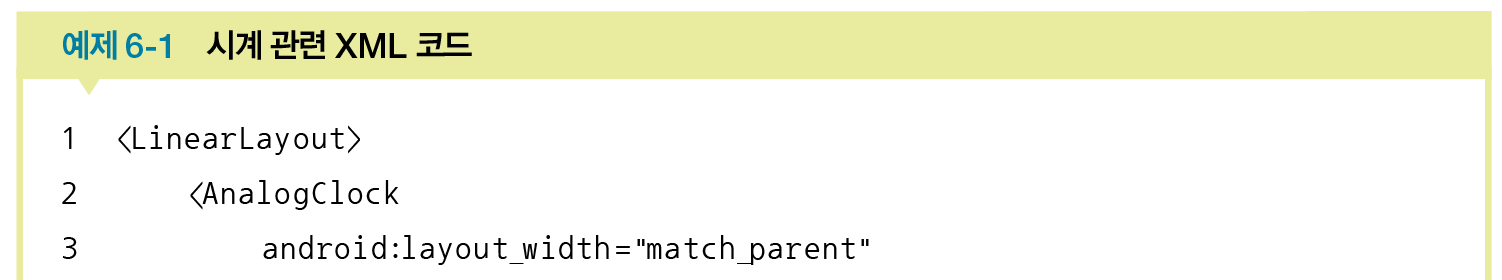 예제 6-1 시계 관련 XML 코드
1 <LinearLayout>
2 <AnalogClock
3 android:layout_width="match_parent"